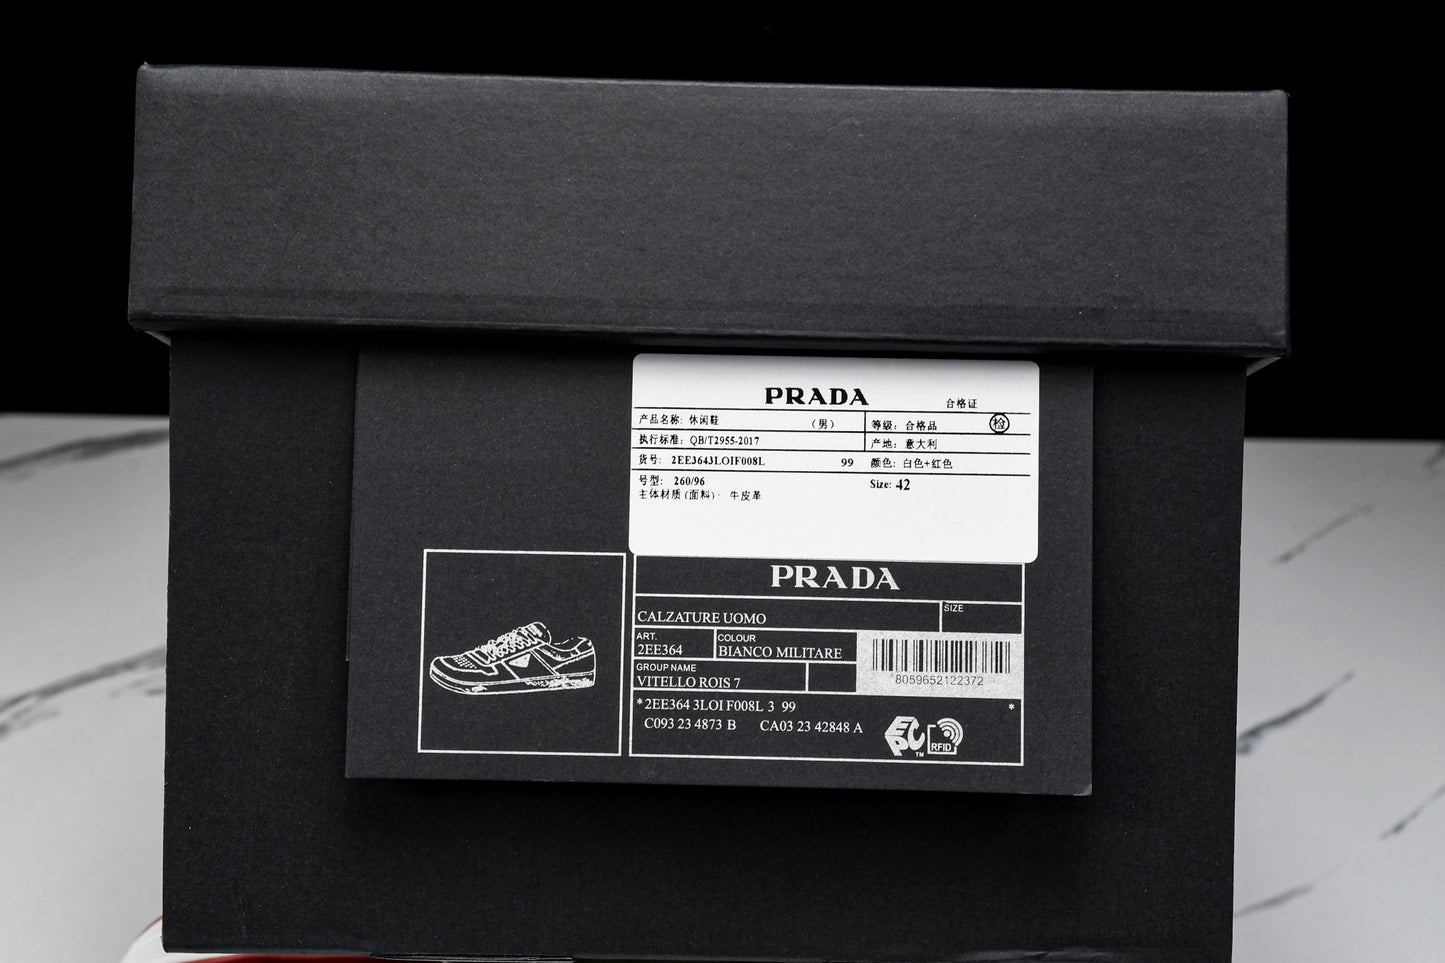 PRADA 合格证
产品名称: 休闲鞋 (男) 等级: 合格品 检
执行标准: QB/T2955-2017 产地: 意大利
货号: 2EE3643LOIF008L 99 颜色: 白色+红色
号型: 260/96 Size: 42
主体材质(面料): 牛皮革
PRADA
CALZATURE UOMO SIZE
ART. COLOUR
2EE364 BIANCO MILITARE
GROUP NAME
VITELLO ROIS 7
8059652122372
*2EE364 3LOI F008L 3 99 *
C093 23 4873 B CA03 23 42848 A
EPC TM RFID